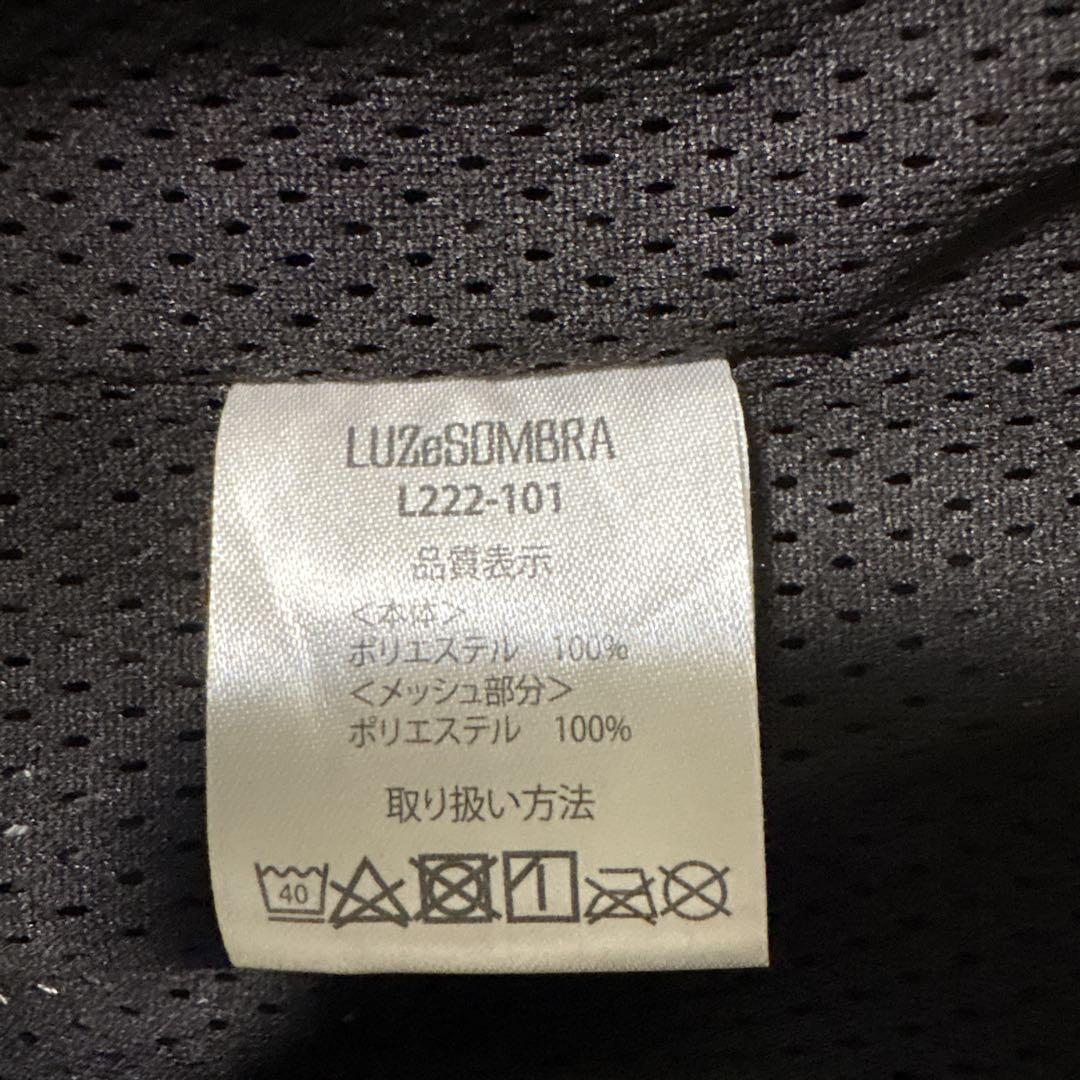 LUZeSOMBRA
L222-101
品質表示
<本体>
ポリエステル 100%
<メッシュ部分>
ポリエステル 100%
取り扱い方法
40